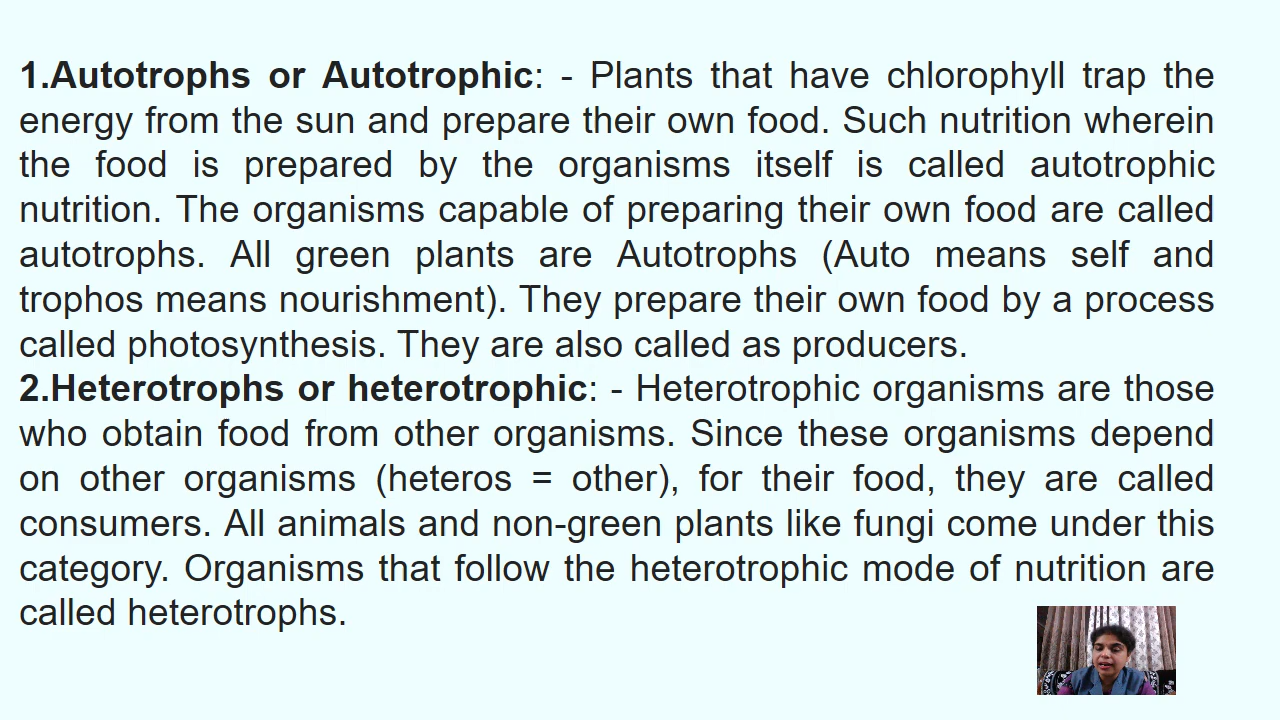 1.Autotrophs or Autotrophic: - Plants that have chlorophyll trap the
energy from the sun and prepare their own food. Such nutrition wherein
the food is prepared by the organisms itself is called autotrophic
nutrition. The organisms capable of preparing their own food are called
autotrophs. All green plants are Autotrophs (Auto means self and
trophos means nourishment). They prepare their own food by a process
called photosynthesis. They are also called as producers.
2.Heterotrophs or heterotrophic: - Heterotrophic organisms are those
who obtain food from other organisms. Since these organisms depend
on other organisms (heteros = other), for their food, they are called
consumers. All animals and non-green plants like fungi come under this
category. Organisms that follow the heterotrophic mode of nutrition are
called heterotrophs.